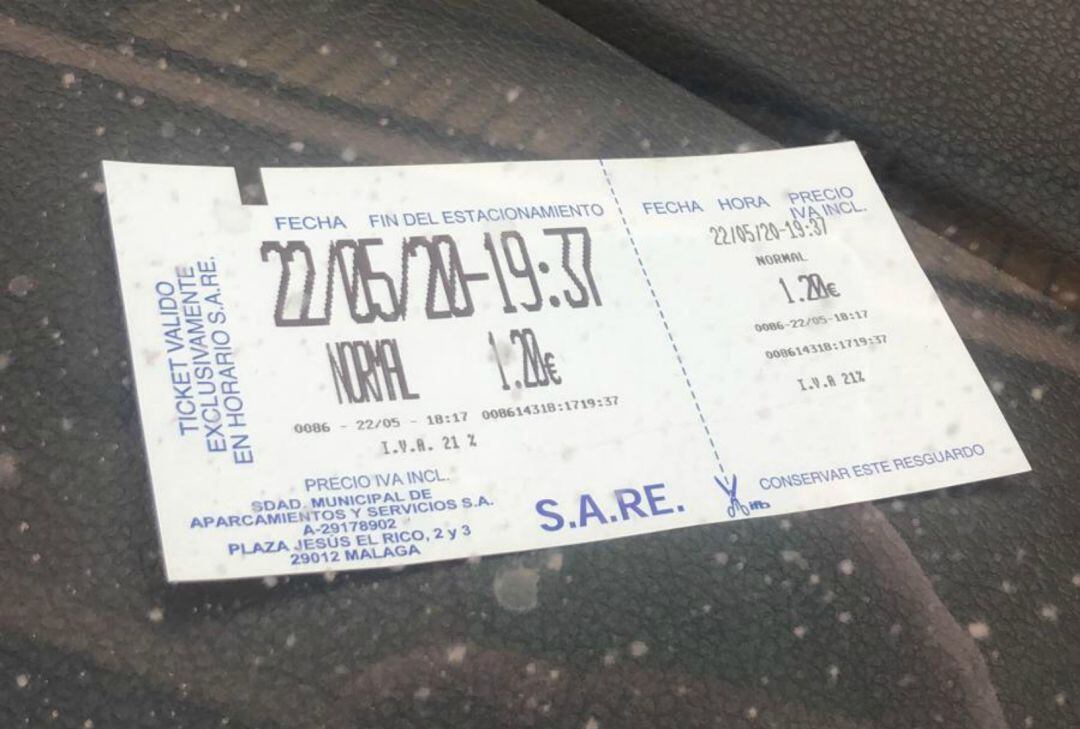 TICKET VALIDO
EXCLUSIVAMENTE
EN HORARIO S.A.RE.
FECHA FIN DEL ESTACIONAMIENTO
22/05/20-19:37
NORMAL 1.20€
0086 - 22/05 - 18:17 008614318:1719:37
I.V.A. 21 %
PRECIO IVA INCL.
SDAD. MUNICIPAL DE
APARCAMIENTOS Y SERVICIOS S.A.
A-29178902
PLAZA JESÚS EL RICO, 2 y 3
29012 MALAGA
S.A.RE.
FECHA HORA PRECIO
IVA INCL.
22/05/20-19:37
NORMAL
1.20€
0086-22/05-18:17
008614318:1719:37
I.V.A 21%
CONSERVAR ESTE RESGUARDO